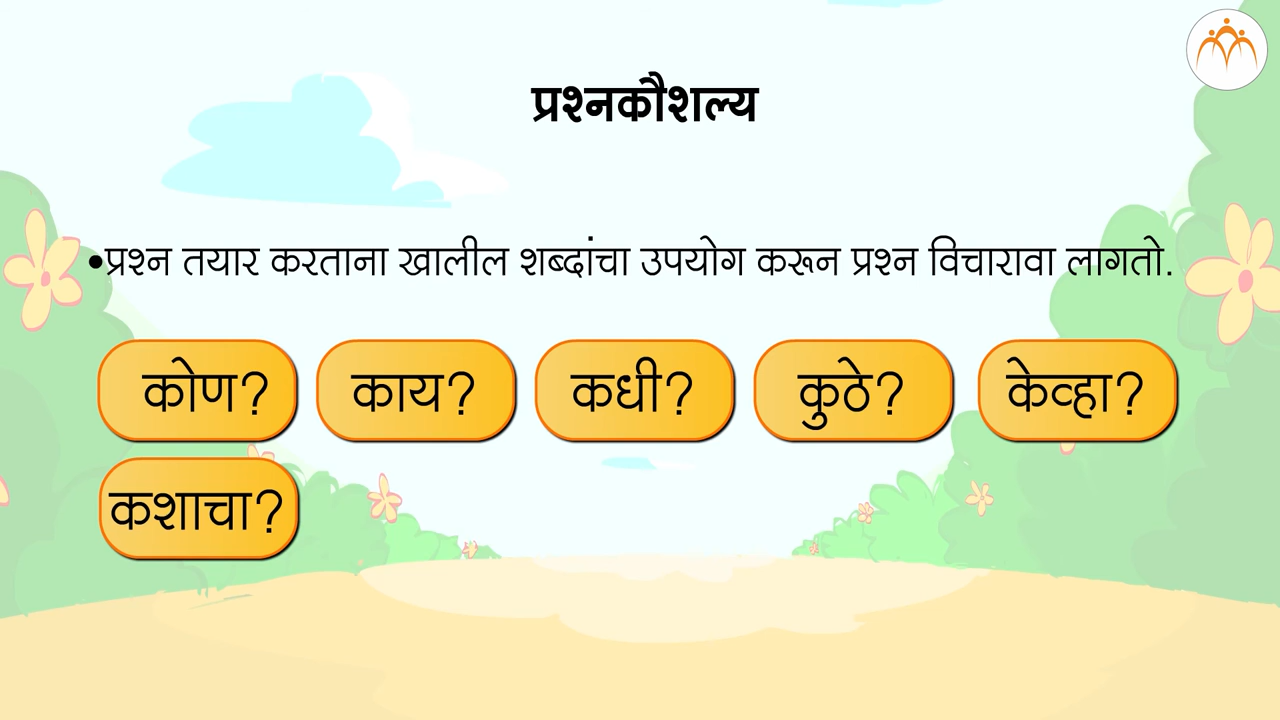 प्रश्नकौशल्य
•प्रश्न तयार करताना खालील शब्दांचा उपयोग करून प्रश्न विचारावा लागतो.
कोण? काय? कधी? कुठे? केव्हा?
कशाचा?